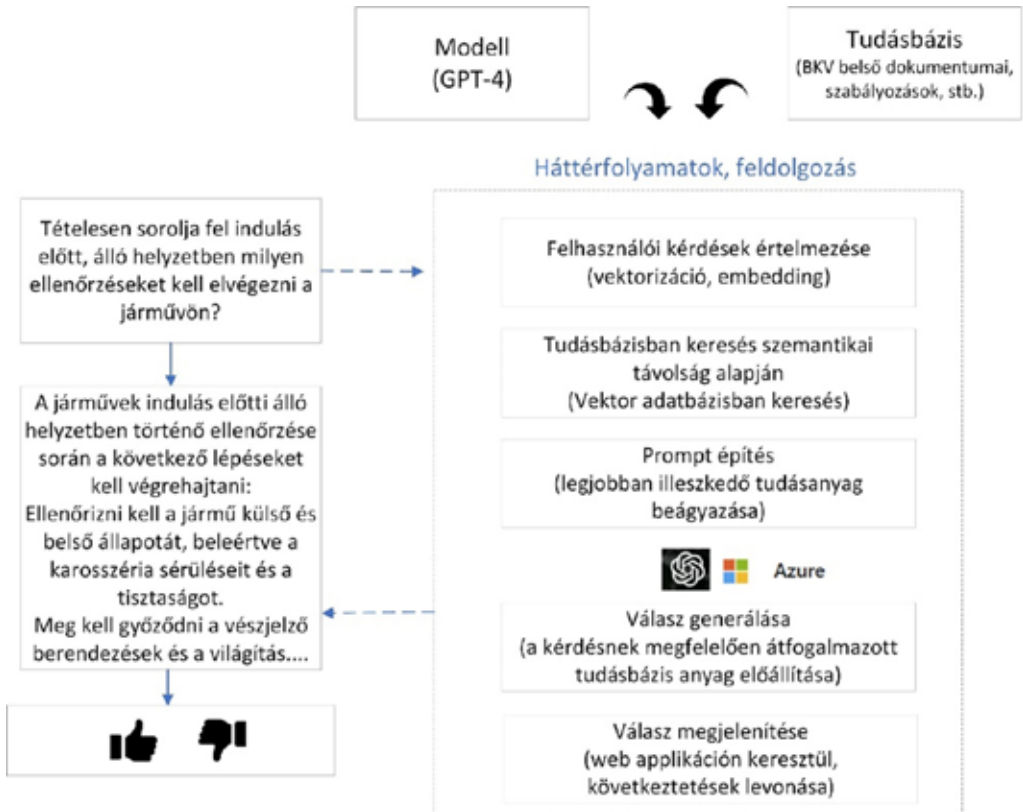 Modell
(GPT-4)
Tudásbázis
(BKV belső dokumentumai,
szabályozások, stb.)
Háttérfolyamatok, feldolgozás
Tételesen sorolja fel indulás
előtt, álló helyzetben milyen
ellenőrzéseket kell elvégezni a
járművön?
A járművek indulás előtti álló
helyzetben történő ellenőrzése
során a következő lépéseket
kell végrehajtani:
Ellenőrizni kell a jármű külső és
belső állapotát, beleértve a
karosszéria sérüléseit és a
tisztaságot.
Meg kell győződni a vészjelző
berendezések és a világítás....
Felhasználói kérdések értelmezése
(vektorizáció, embedding)
Tudásbázisban keresés szemantikai
távolság alapján
(Vektor adatbázisban keresés)
Prompt építés
(legjobban illeszkedő tudásanyag
beágyazása)
Azure
Válasz generálása
(a kérdésnek megfelelően átfogalmazott
tudásbázis anyag előállítása)
Válasz megjelenítése
(web applikáción keresztül,
következtetések levonása)